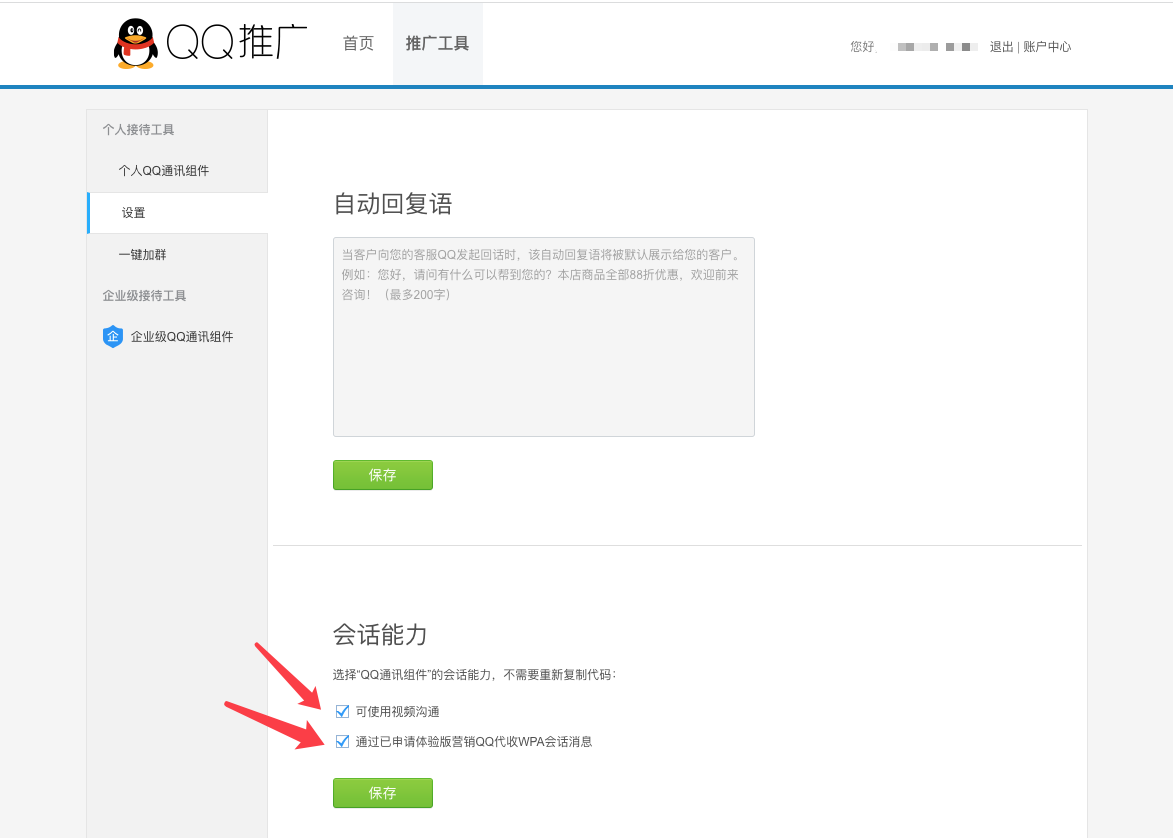 QQ推广
首页
推广工具
您好
退出 | 账户中心
个人接待工具
个人QQ通讯组件
设置
一键加群
企业级接待工具
企 企业级QQ通讯组件
自动回复语
当客户向您的客服QQ发起回话时，该自动回复语将被默认展示给您的客户。
例如：您好，请问有什么可以帮到您的？本店商品全部88折优惠，欢迎前来
咨询！（最多200字）
保存
会话能力
选择“QQ通讯组件”的会话能力，不需要重新复制代码：
可使用视频沟通
通过已申请体验版营销QQ代收WPA会话消息
保存